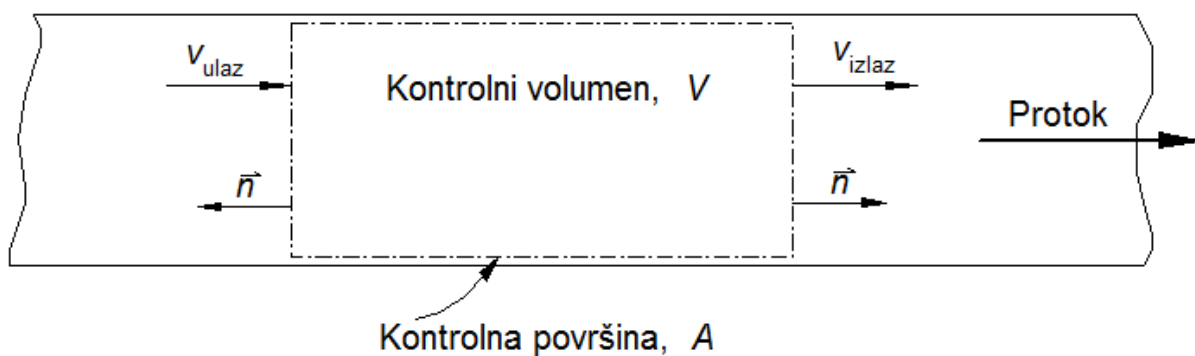 v_ulaz
v_izlaz
Kontrolni volumen, V
Protok
n⃗
n⃗
Kontrolna površina, A